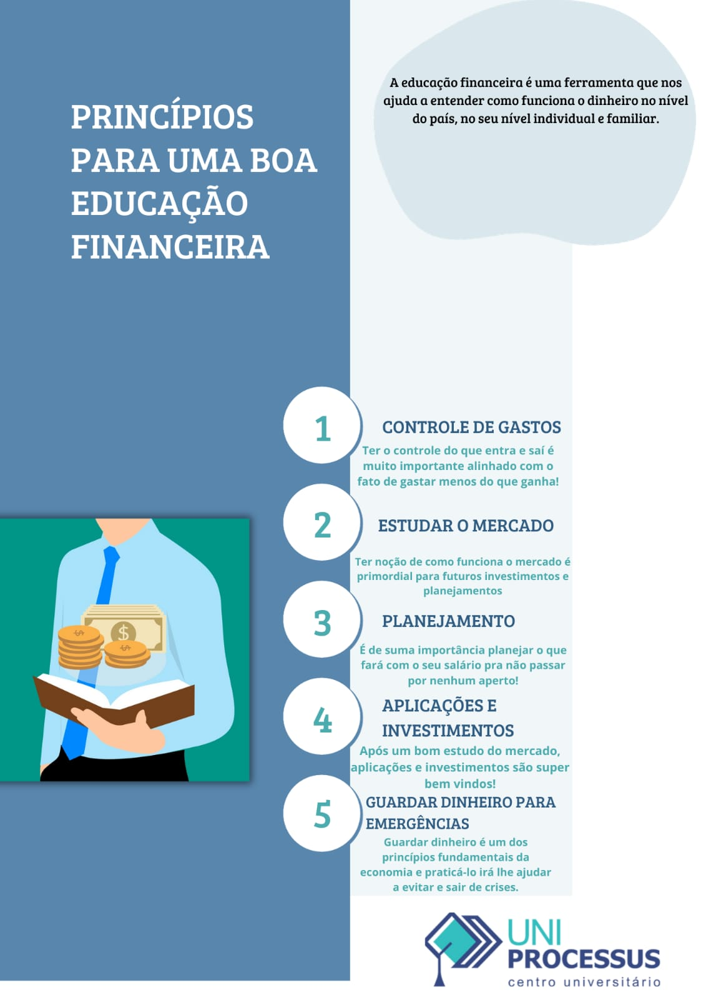 PRINCÍPIOS
PARA UMA BOA
EDUCAÇÃO
FINANCEIRA
A educação financeira é uma ferramenta que nos
ajuda a entender como funciona o dinheiro no nível
do país, no seu nível individual e familiar.
1
CONTROLE DE GASTOS
Ter o controle do que entra e saí é
muito importante alinhado com o
fato de gastar menos do que ganha!
2
ESTUDAR O MERCADO
Ter noção de como funciona o mercado é
primordial para futuros investimentos e
planejamentos
3
PLANEJAMENTO
É de suma importância planejar o que
fará com o seu salário pra não passar
por nenhum aperto!
4
APLICAÇÕES E
INVESTIMENTOS
Após um bom estudo do mercado,
aplicações e investimentos são super
bem vindos!
5
GUARDAR DINHEIRO PARA
EMERGÊNCIAS
Guardar dinheiro é um dos
princípios fundamentais da
economia e praticá-lo irá lhe ajudar
a evitar e sair de crises.
$
$
$
UNI
PROCESSUS
centro universitário